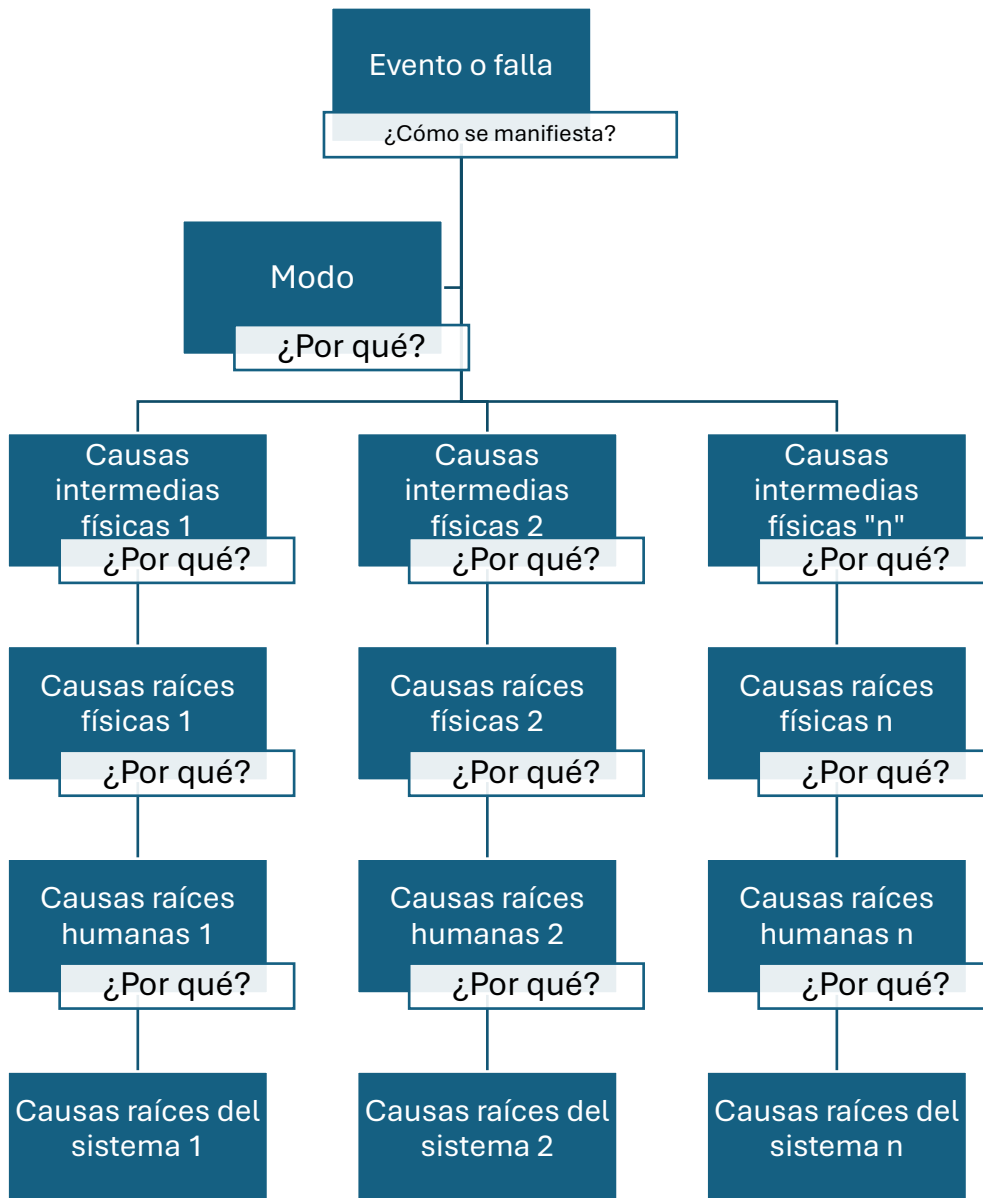 Evento o falla
¿Cómo se manifiesta?
Modo
¿Por qué?
Causas
intermedias
físicas 1
¿Por qué?
Causas
intermedias
físicas 2
¿Por qué?
Causas
intermedias
físicas "n"
¿Por qué?
Causas raíces
físicas 1
¿Por qué?
Causas raíces
físicas 2
¿Por qué?
Causas raíces
físicas n
¿Por qué?
Causas raíces
humanas 1
¿Por qué?
Causas raíces
humanas 2
¿Por qué?
Causas raíces
humanas n
¿Por qué?
Causas raíces del
sistema 1
Causas raíces del
sistema 2
Causas raíces del
sistema n